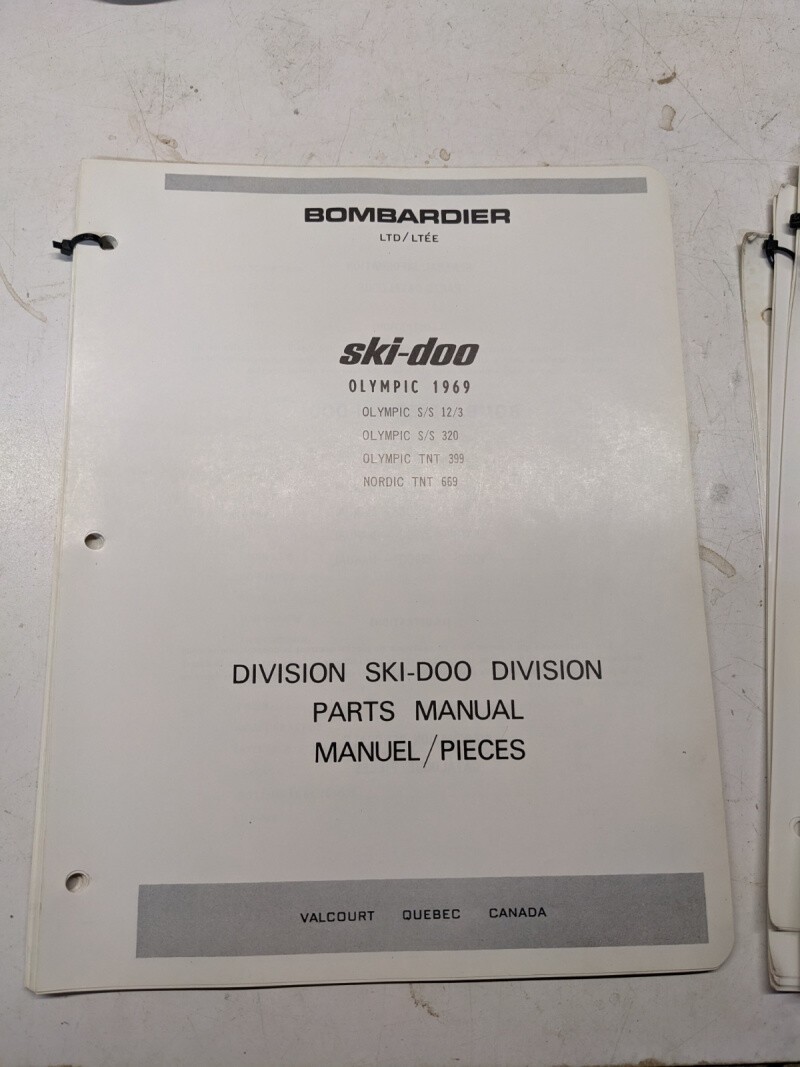 BOMBARDIER
LTD/LTÉE
ski-doo
OLYMPIC 1969
OLYMPIC S/S 12/3
OLYMPIC S/S 320
OLYMPIC TNT 399
NORDIC TNT 669
DIVISION SKI-DOO DIVISION
PARTS MANUAL
MANUEL/PIECES
VALCOURT QUEBEC CANADA